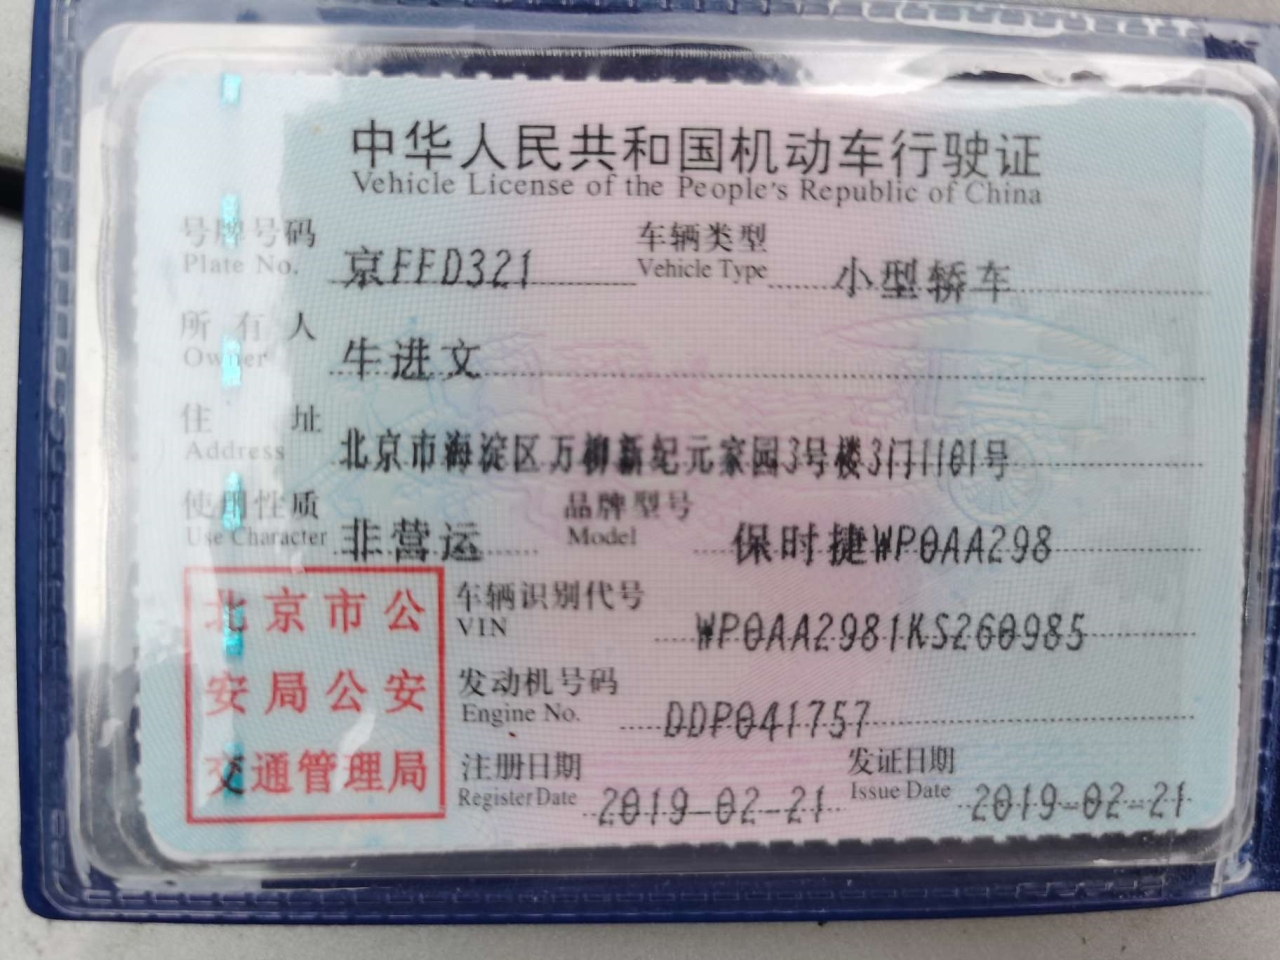 中华人民共和国机动车行驶证
Vehicle License of the People's Republic of China
号牌号码 京FFD321 车辆类型 小型轿车
Plate No. Vehicle Type
所有人 牛进文
Owner
住址 北京市海淀区万柳新纪元家园3号楼3门1101号
Address
使用性质 非营运 品牌型号 保时捷WP0AA298
Use Character Model
北京市公
安局公安
交通管理局
车辆识别代号 WP0AA2981KS260985
VIN
发动机号码 DDP041757
Engine No.
注册日期 2019-02-21 发证日期 2019-02-21
Register Date Issue Date